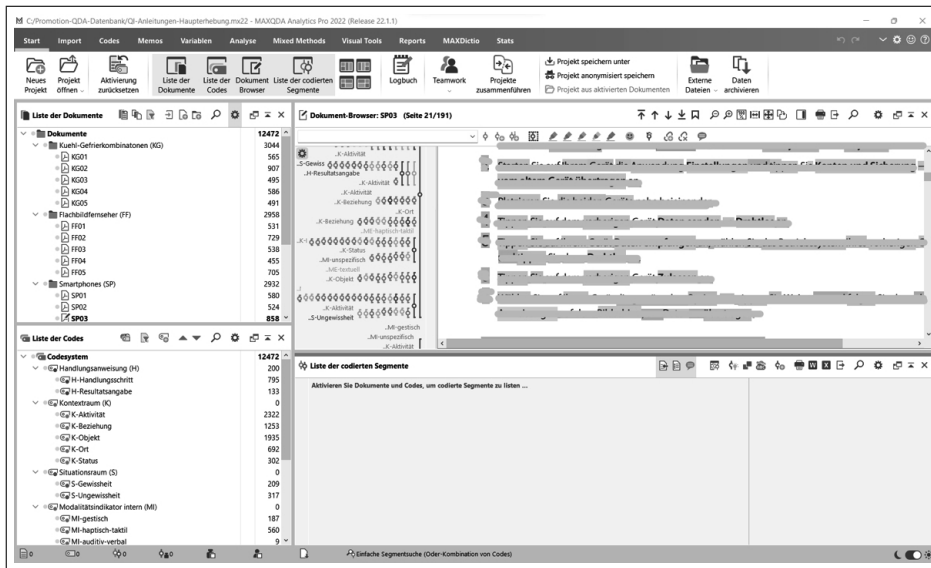 C:/Promotion-QDA-Datenbank/QI-Anleitungen-Haupterhebung.mx22 - MAXQDA Analytics Pro 2022 (Release 22.1.1)
Start Import Codes Memos Variablen Analyse Mixed Methods Visual Tools Reports MAXDictio Stats
Neues Projekt
Projekt öffnen
Aktivierung zurücksetzen
Liste der Dokumente
Liste der Codes
Dokument Browser
Liste der codierten Segmente
Logbuch
Teamwork
Projekte zusammenführen
Projekt speichern unter
Projekt anonymisiert speichern
Projekt aus aktivierten Dokumenten
Externe Dateien
Daten archivieren
Liste der Dokumente
Dokumente 12472
Kuehl-Gefrierkombinatonen (KG) 3044
KG01 565
KG02 907
KG03 495
KG04 586
KG05 491
Flachbildfernseher (FF) 2958
FF01 531
FF02 729
FF03 538
FF04 455
FF05 705
Smartphones (SP) 2932
SP01 580
SP02 524
SP03 858
Liste der Codes
Codesystem 12472
Handlungsanweisung (H) 200
H-Handlungsschritt 795
H-Resultatsangabe 133
Kontextraum (K) 0
K-Aktivität 2322
K-Beziehung 1253
K-Objekt 1935
K-Ort 692
K-Status 302
Situationsraum (S) 0
S-Gewissheit 209
S-Ungewissheit 317
Modalitätsindikator intern (MI) 0
MI-gestisch 187
MI-haptisch-taktil 560
MI-auditiv-verbal 9
Dokument-Browser: SP03 (Seite 21/191)
..K-Aktivität
..S-Gewiss
..H-Resultatsangabe
..K-Aktivität
..K-Aktivität
..K-Beziehung
..K-Ort
..K-Beziehung
..ME-haptisch-taktil
..K-I
..K-Status
..MI-unspezifisch
..ME-textuell
..K-Objekt
..K-Aktivität
..S-Ungewissheit
..MI-gestisch
..MI-unspezifisch
..K-Aktivität
Liste der codierten Segmente
Aktivieren Sie Dokumente und Codes, um codierte Segmente zu listen ...
0 0 0 0
Einfache Segmentsuche (Oder-Kombination von Codes)